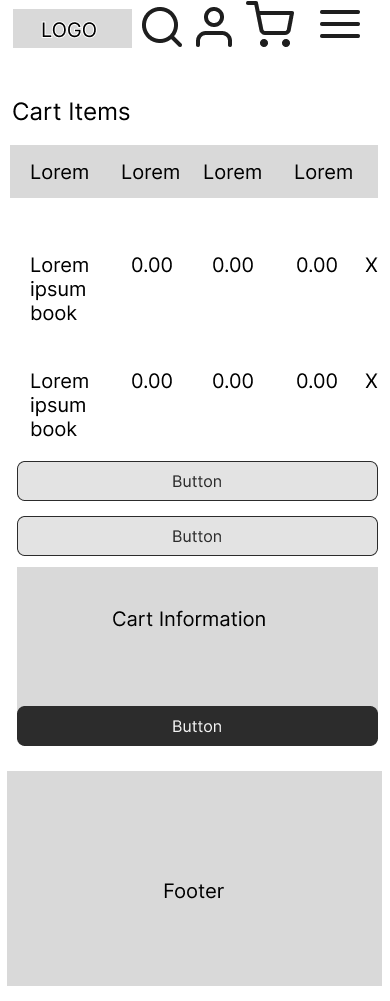 LOGO
Cart Items
Lorem Lorem Lorem Lorem
Lorem 0.00 0.00 0.00 X
ipsum
book
Lorem 0.00 0.00 0.00 X
ipsum
book
Button
Button
Cart Information
Button
Footer